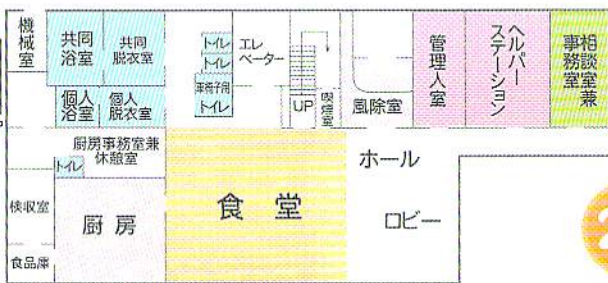 機械室
共同浴室
共同脱衣室
トイレ
トイレ
車椅子用トイレ
エレベーター
UP
喫煙室
風除室
管理人室
ヘルパーステーション
相談室兼事務室
個人浴室
個人脱衣室
厨房事務室兼休憩室
トイレ
検収室
食品庫
厨房
食堂
ホール
ロビー